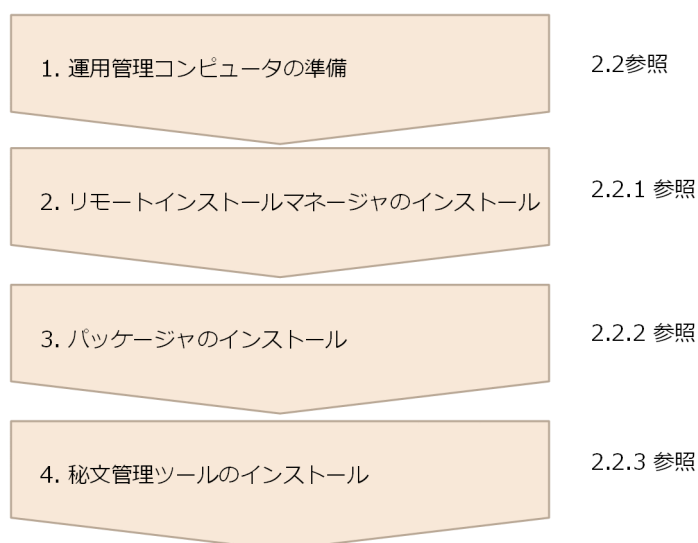 1. 運用管理コンピュータの準備
2.2参照
2. リモートインストールマネージャのインストール
2.2.1 参照
3. パッケージャのインストール
2.2.2 参照
4. 秘文管理ツールのインストール
2.2.3 参照